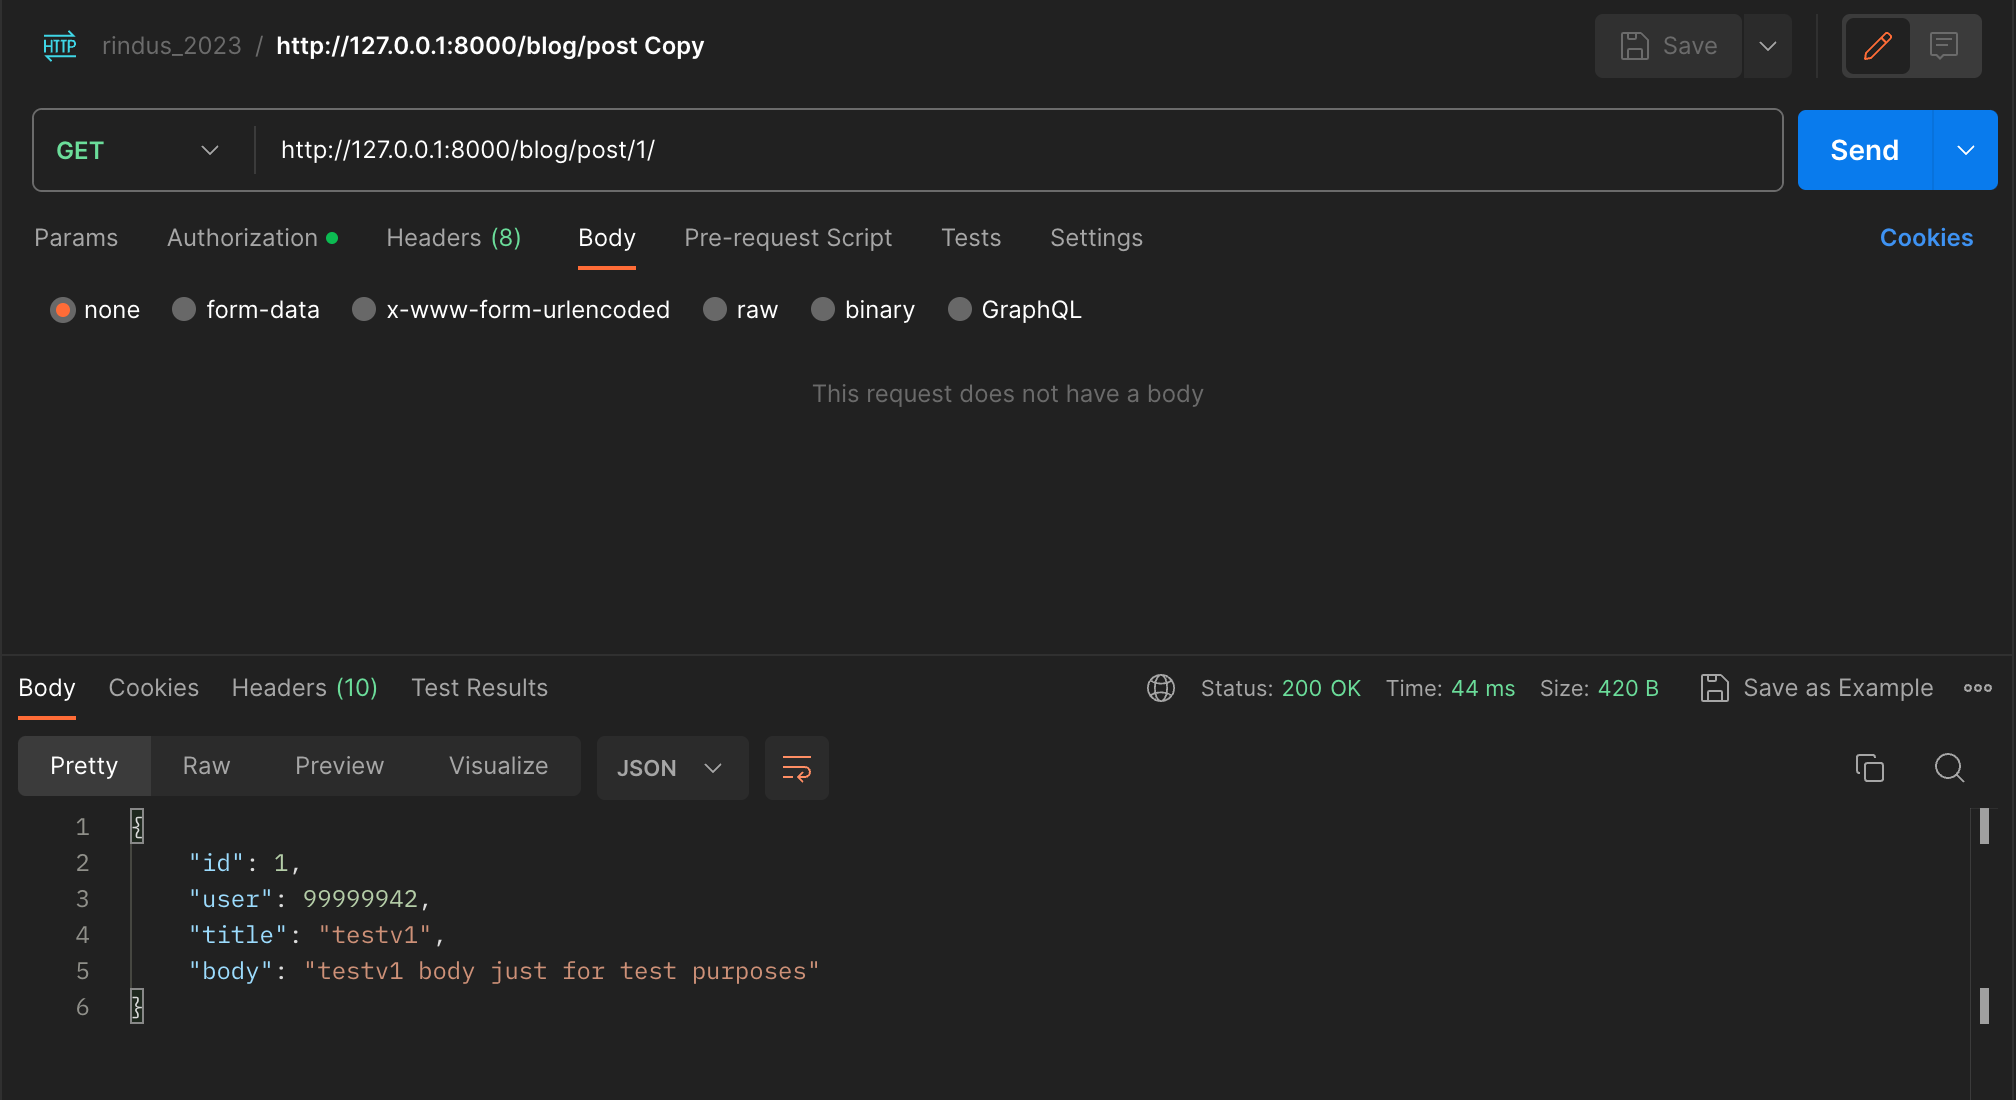 HTTP rindus_2023 / http://127.0.0.1:8000/blog/post Copy Save
GET http://127.0.0.1:8000/blog/post/1/ Send
Params Authorization Headers (8) Body Pre-request Script Tests Settings Cookies
none form-data x-www-form-urlencoded raw binary GraphQL
This request does not have a body
Body Cookies Headers (10) Test Results Status: 200 OK Time: 44 ms Size: 420 B Save as Example
Pretty Raw Preview Visualize JSON
1 {
2 "id": 1,
3 "user": 99999942,
4 "title": "testv1",
5 "body": "testv1 body just for test purposes"
6 }